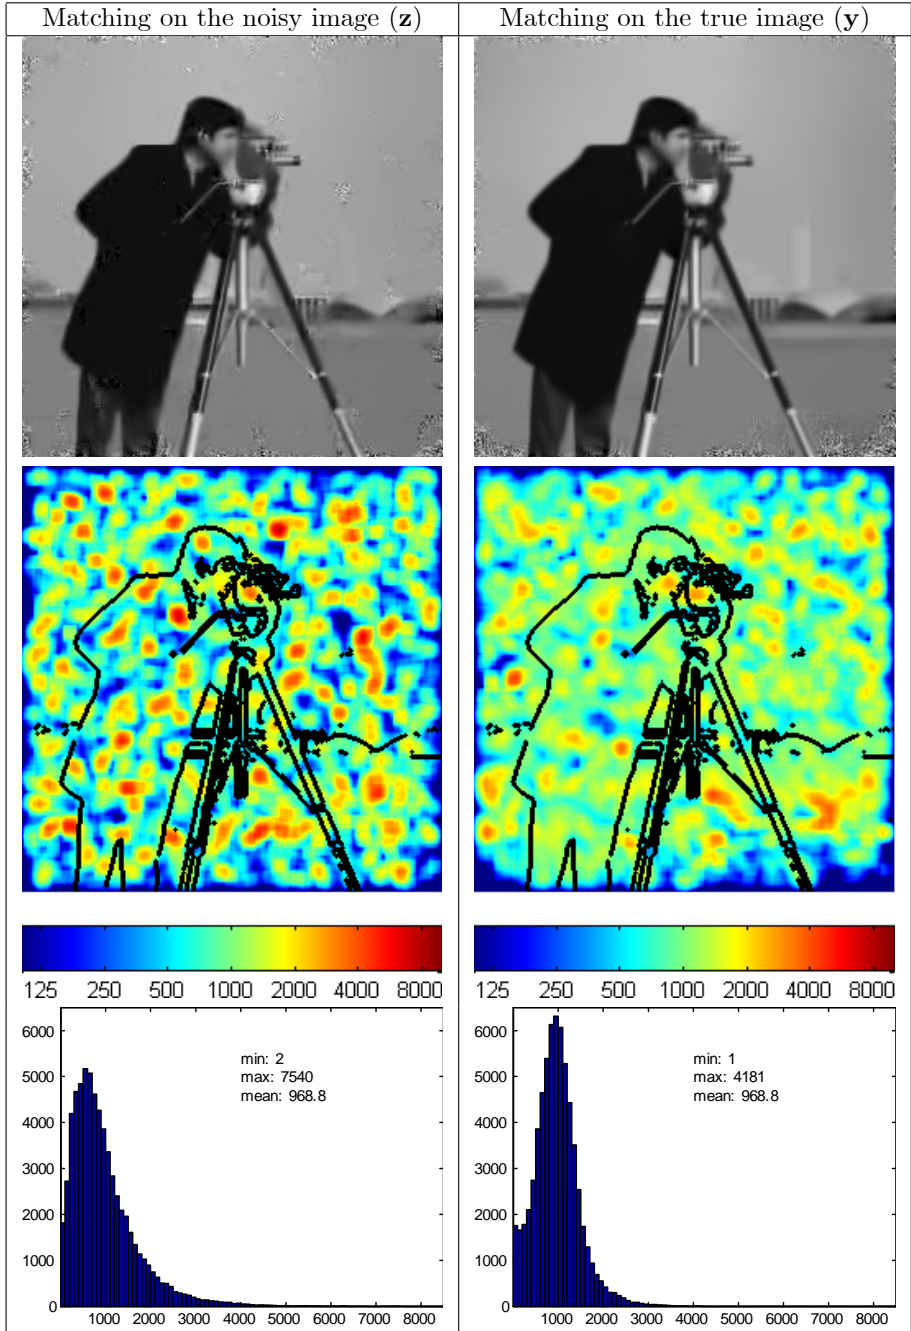 Matching on the noisy image (z) Matching on the true image (y)
125 250 500 1000 2000 4000 8000 125 250 500 1000 2000 4000 8000
6000 6000
min: 2 min: 1
max: 7540 max: 4181
5000 5000
mean: 968.8 mean: 968.8
4000 4000
3000 3000
2000 2000
1000 1000
0 0
1000 2000 3000 4000 5000 6000 7000 8000 1000 2000 3000 4000 5000 6000 7000 8000